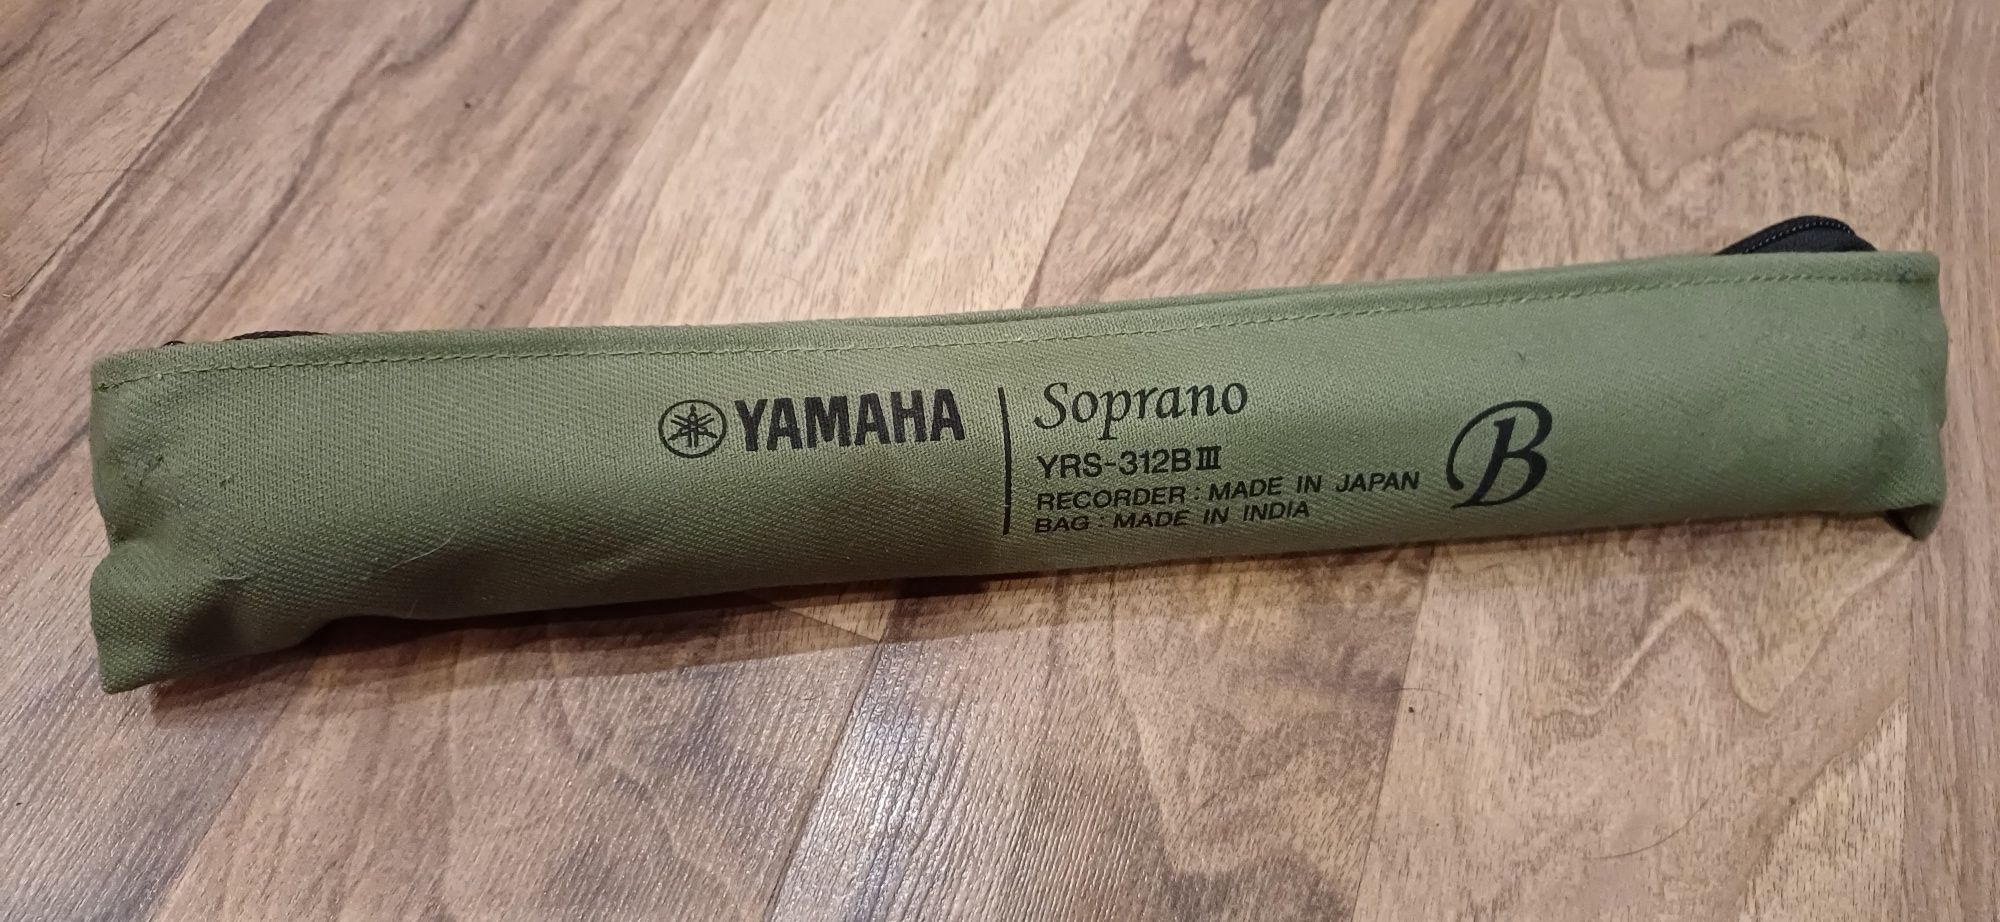 YAMAHA
Soprano
YRS-312BIII
RECORDER : MADE IN JAPAN
BAG : MADE IN INDIA
B